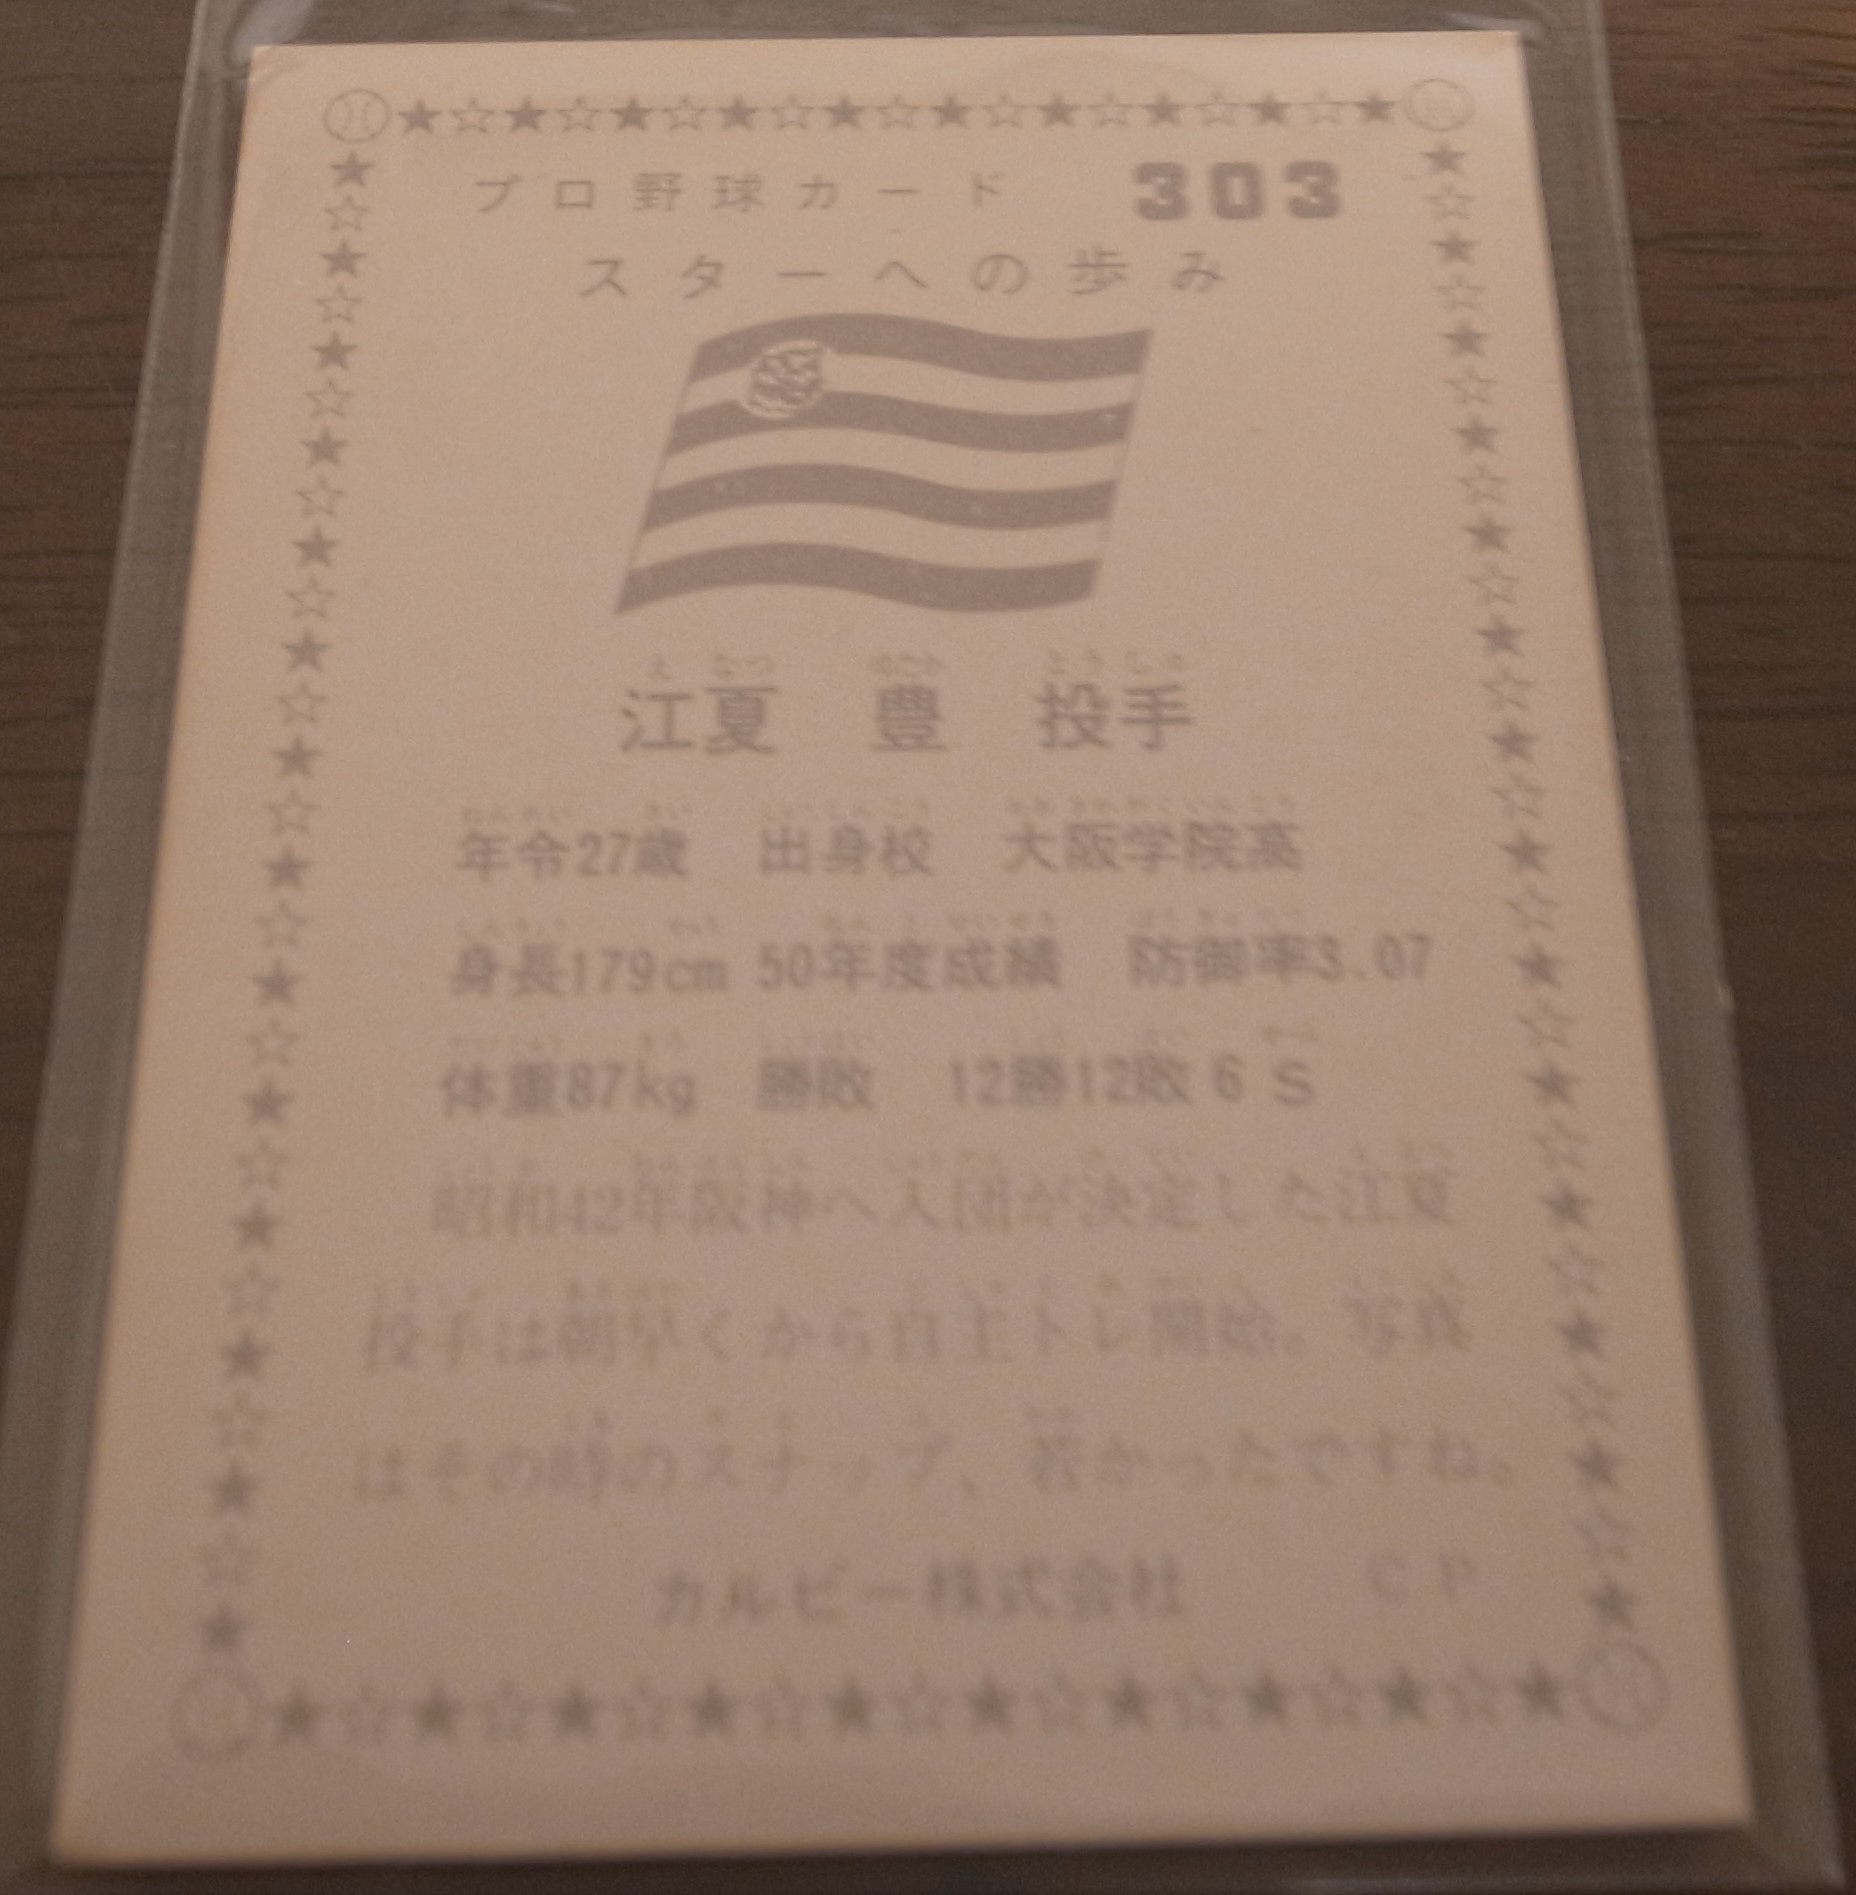 プロ野球カード 303
スターへの歩み
江夏 豊 投手
年令27歳 出身校 大阪学院高
身長179cm 50年度成績 防御率3.07
体重87kg 勝敗 12勝12敗6S
昭和42年阪神へ入団が決定した江夏
投手は朝早くから自主トレ開始。写真
はその時のスナップ、若かったですね。
カルビー株式会社 CP